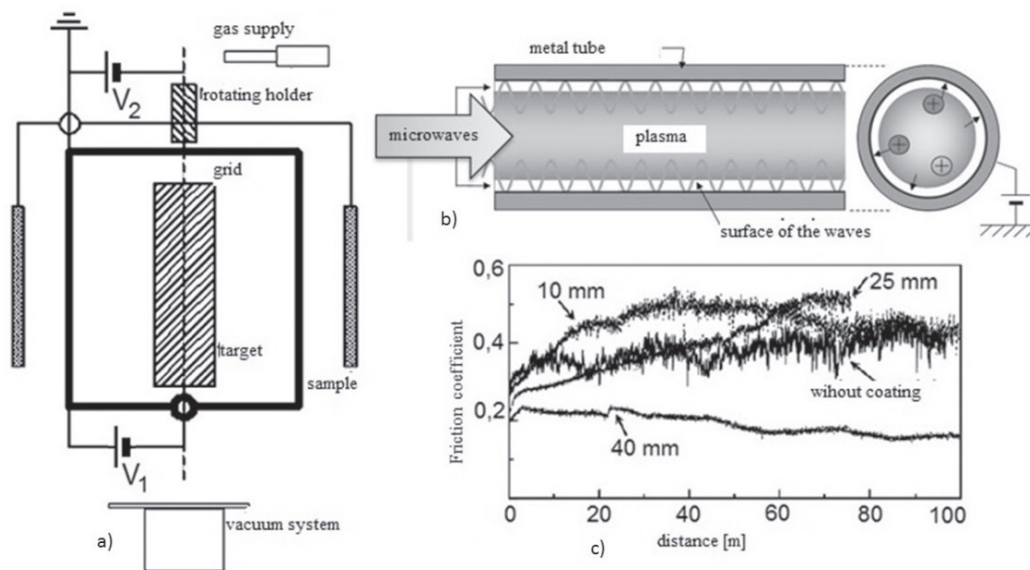 gas supply
V2
rotating holder
grid
target
sample
V1
vacuum system
a)
metal tube
microwaves
plasma
b)
surface of the waves
0,6
0,4
0,2
Friction coefficient
10 mm
25 mm
wihout coating
40 mm
0
20
40
60
80
100
distance [m]
c)